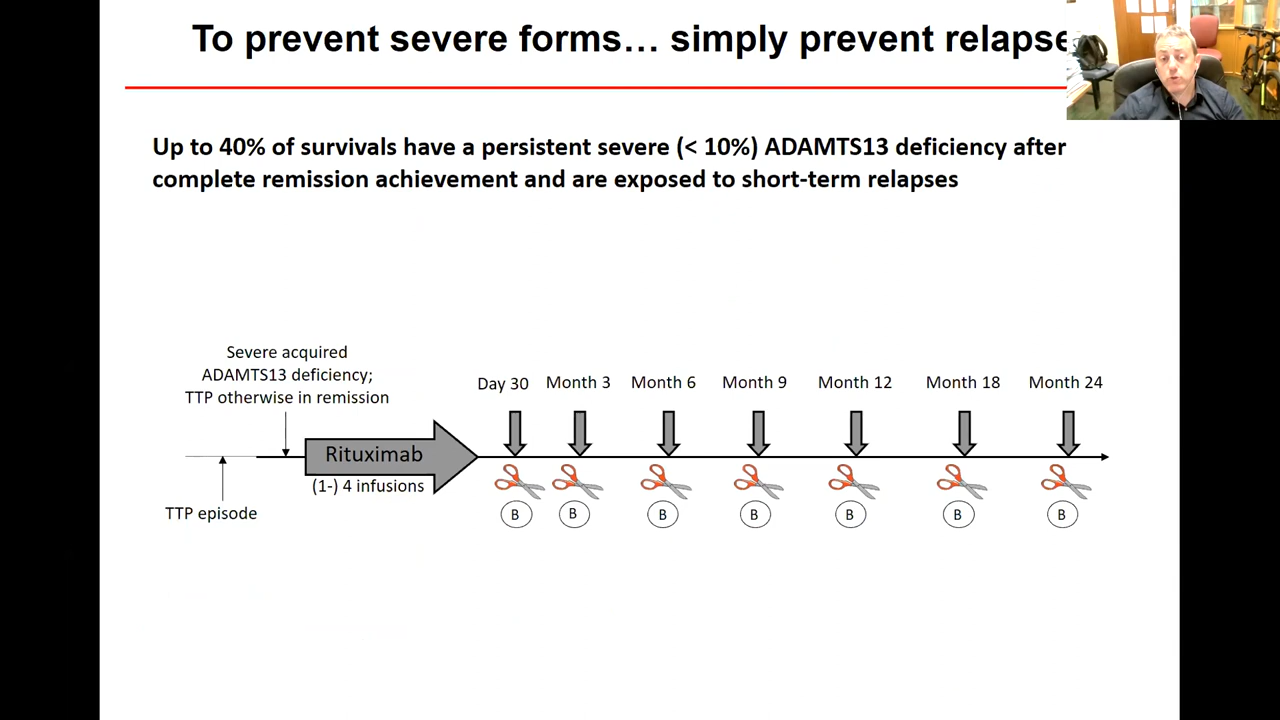 To prevent severe forms… simply prevent relapse
Up to 40% of survivals have a persistent severe (< 10%) ADAMTS13 deficiency after
complete remission achievement and are exposed to short-term relapses
Severe acquired
ADAMTS13 deficiency;
TTP otherwise in remission
Day 30 Month 3 Month 6 Month 9 Month 12 Month 18 Month 24
Rituximab
(1-) 4 infusions
TTP episode
B B B B B B B